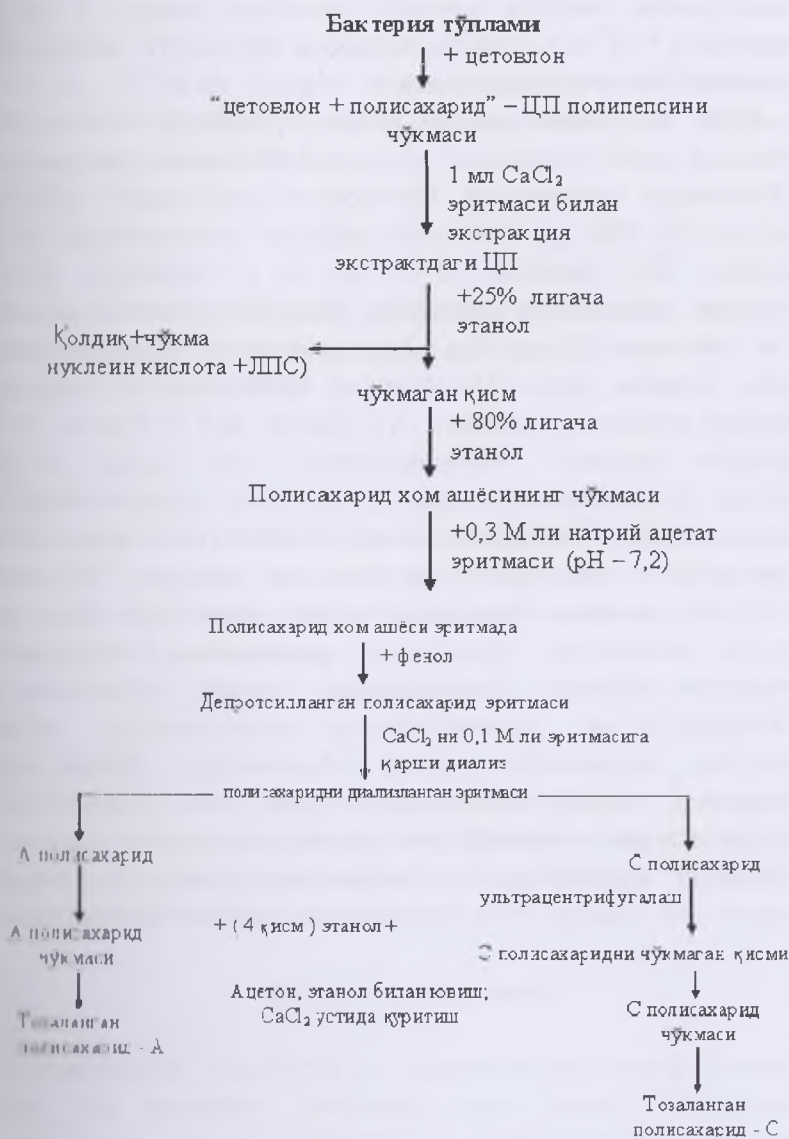 Бактерия тўплами
+ цетовлон
“цетовлон + полисахарид” – ЦП полипепсини
чўкмаси
1 мл CaCl₂
эритмаси билан
экстракция
экстрактдаги ЦП
+25% лигача
этанол
Қолдиқ+чўкма
нуклеин кислота +ЛПС)
чўкмаган қисм
+ 80% лигача
этанол
Полисахарид хом ашёсининг чўкмаси
+0,3 М ли натрий ацетат
эритмаси (pH – 7,2)
Полисахарид хом ашёси эритмада
+ фенол
Депротсилланган полисахарид эритмаси
CaCl₂ ни 0,1 М ли эритмасига
қарши диализ
полисахаридни диализланган эритмаси
А полисахарид
С полисахарид
ультрацентрифугалаш
А полисахарид
чўкмаси
+ ( 4 қисм ) этанол +
С полисахаридни чўкмаган қисми
Ацетон, этанол билан ювиш;
CaCl₂ устида қуритиш
С полисахарид
чўкмаси
Тозаланган
полисахарид - А
Тозаланган
полисахарид - С